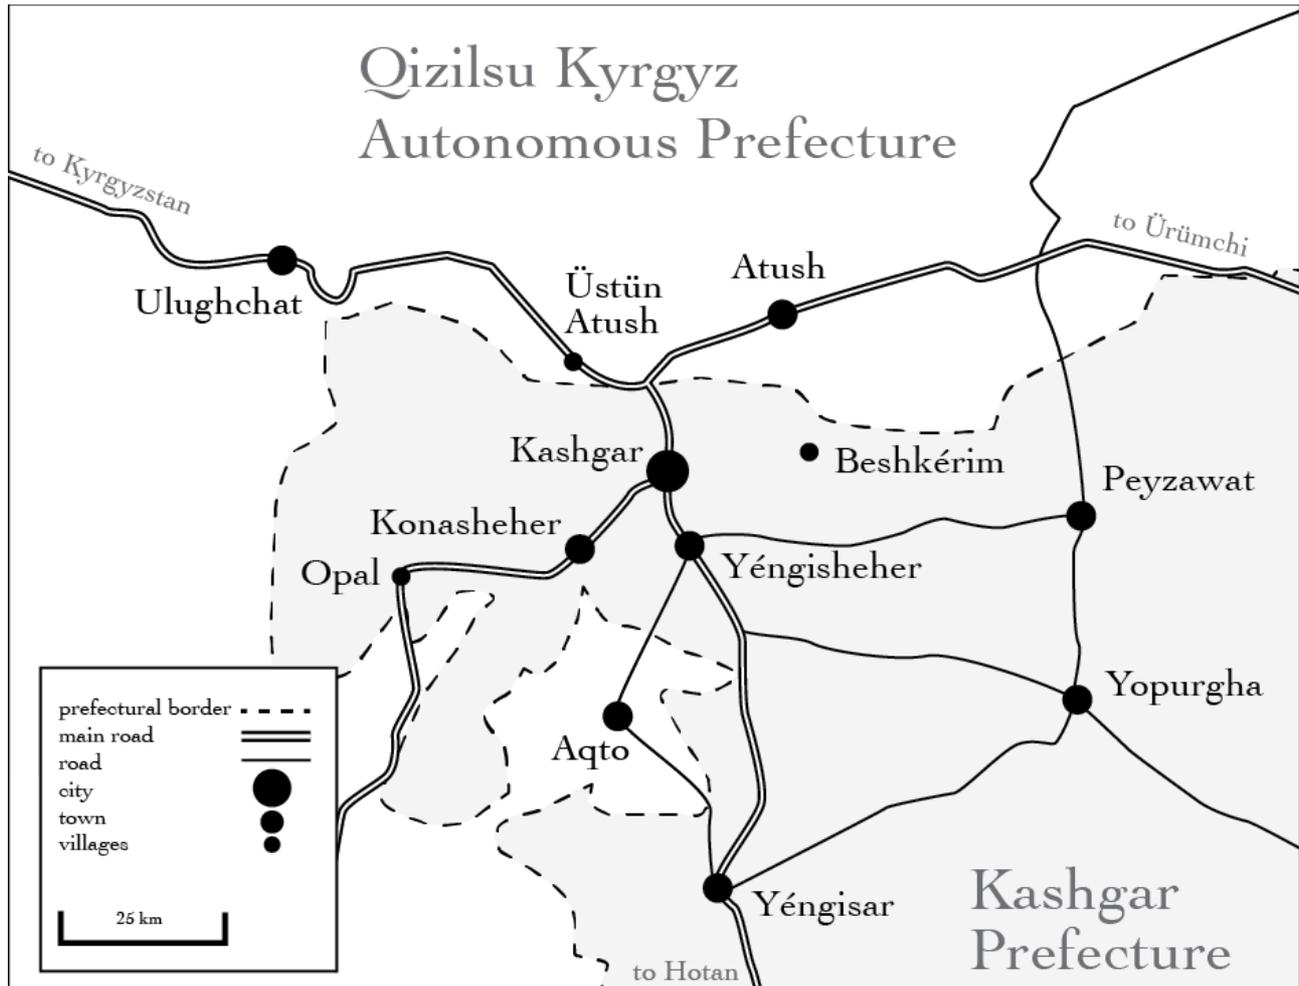 Qizilsu Kyrgyz
Autonomous Prefecture
to Kyrgyzstan
to Ürümchi
Atush
Üstün
Atush
Ulughchat
Kashgar
Beshkérim
Peyzawat
Konasheher
Opal
Yéngisheher
Yopurgha
Aqto
prefectural border
main road
road
city
town
villages
25 km
Yéngisar
Kashgar
Prefecture
to Hotan